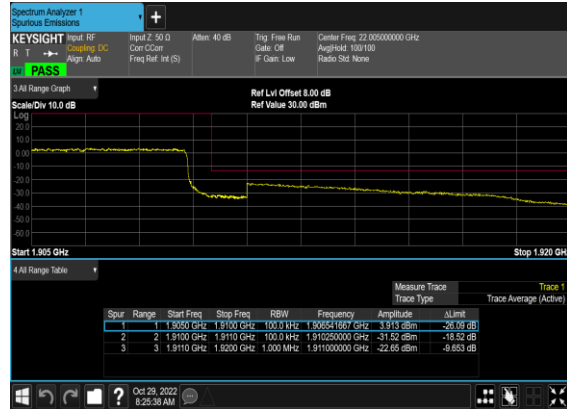 Spectrum Analyzer 1
Spurious Emissions
+
KEYSIGHT Input: RF Input Z: 50 Ω Atten: 40 dB Trig: Free Run Center Freq: 22.005000000 GHz
R T Coupling: DC Corr CCorr Gate: Off Avg|Hold: 100/100
Align: Auto Freq Ref: Int (S) IF Gain: Low Radio Std: None
PASS
3 All Range Graph
Ref Lvl Offset 8.00 dB
Scale/Div 10.0 dB Ref Value 30.00 dBm
Log
20.0
10.0
0.00
-10.0
-20.0
-30.0
-40.0
-50.0
-60.0
Start 1.905 GHz Stop 1.920 GH
4 All Range Table
Measure Trace Trace 1
Trace Type Trace Average (Active)
Spur Range Start Freq Stop Freq RBW Frequency Amplitude ΔLimit
1 1 1.9050 GHz 1.9100 GHz 100.0 kHz 1.906541667 GHz 3.913 dBm -26.09 dB
2 2 1.9100 GHz 1.9110 GHz 100.0 kHz 1.910250000 GHz -31.52 dBm -18.52 dB
3 3 1.9110 GHz 1.9200 GHz 1.000 MHz 1.911000000 GHz -22.65 dBm -9.653 dB
? Oct 29, 2022
8:25:38 AM